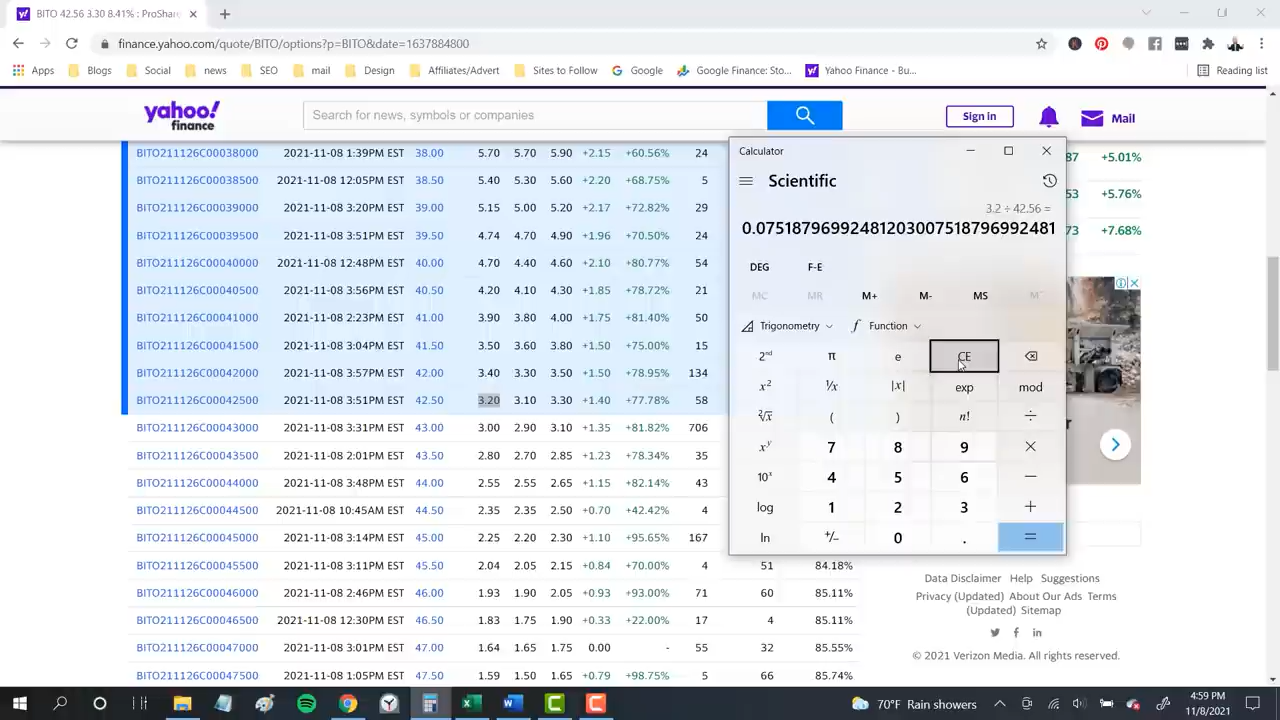 BITO 42.56 3.30 8.41% : ProShar
finance.yahoo.com/quote/BITO/options?p=BITO&date=1637884800
Apps Blogs Social news SEO mail Design Affiliates/Advert Sites to Follow Google Google Finance: Sto... Yahoo Finance - Bu... Reading list
yahoo!
finance
Search for news, symbols or companies
Sign in
Mail
BITO211126C00038000 2021-11-08 1:39PM EST 38.00 5.70 5.70 5.90 +2.15 +60.56% 24
BITO211126C00038500 2021-11-08 12:05PM EST 38.50 5.40 5.30 5.60 +2.20 +68.75% 5
BITO211126C00039000 2021-11-08 3:20PM EST 39.00 5.15 5.00 5.20 +2.17 +72.82% 29
BITO211126C00039500 2021-11-08 3:51PM EST 39.50 4.74 4.70 4.90 +1.96 +70.50% 24
BITO211126C00040000 2021-11-08 12:48PM EST 40.00 4.70 4.40 4.60 +2.10 +80.77% 54
BITO211126C00040500 2021-11-08 3:56PM EST 40.50 4.20 4.10 4.30 +1.85 +78.72% 21
BITO211126C00041000 2021-11-08 2:23PM EST 41.00 3.90 3.80 4.00 +1.75 +81.40% 50
BITO211126C00041500 2021-11-08 3:04PM EST 41.50 3.50 3.60 3.80 +1.50 +75.00% 15
BITO211126C00042000 2021-11-08 3:57PM EST 42.00 3.40 3.30 3.50 +1.50 +78.95% 134
BITO211126C00042500 2021-11-08 3:51PM EST 42.50 3.20 3.10 3.30 +1.40 +77.78% 58
BITO211126C00043000 2021-11-08 3:31PM EST 43.00 3.00 2.90 3.10 +1.35 +81.82% 706
BITO211126C00043500 2021-11-08 2:01PM EST 43.50 2.80 2.70 2.85 +1.23 +78.34% 35
BITO211126C00044000 2021-11-08 3:48PM EST 44.00 2.55 2.55 2.65 +1.15 +82.14% 43
BITO211126C00044500 2021-11-08 10:45AM EST 44.50 2.35 2.35 2.50 +0.70 +42.42% 4
BITO211126C00045000 2021-11-08 3:14PM EST 45.00 2.25 2.20 2.30 +1.10 +95.65% 167
BITO211126C00045500 2021-11-08 3:11PM EST 45.50 2.04 2.05 2.15 +0.84 +70.00% 4 51 84.18%
BITO211126C00046000 2021-11-08 2:46PM EST 46.00 1.93 1.90 2.05 +0.93 +93.00% 71 60 85.11%
BITO211126C00046500 2021-11-08 12:30PM EST 46.50 1.83 1.75 1.90 +0.33 +22.00% 17 4 85.11%
BITO211126C00047000 2021-11-08 3:01PM EST 47.00 1.64 1.65 1.75 0.00 - 55 32 85.55%
BITO211126C00047500 2021-11-08 3:01PM EST 47.50 1.59 1.50 1.65 +0.79 +98.75% 5 66 85.74%
Calculator
Scientific
3.2 ÷ 42.56 =
0.07518796992481203007518796992481
DEG F-E
MC MR M+ M- MS
Trigonometry Function
2nd π e CE
x² ¹/x |x| exp mod
²√x ( ) n! ÷
xʸ 7 8 9 ×
10ˣ 4 5 6 −
log 1 2 3 +
ln +/− 0 . =
87 +5.01%
53 +5.76%
73 +7.68%
Data Disclaimer Help Suggestions
Privacy (Updated) About Our Ads Terms
(Updated) Sitemap
© 2021 Verizon Media. All rights reserved.
70°F Rain showers
4:59 PM
11/8/2021